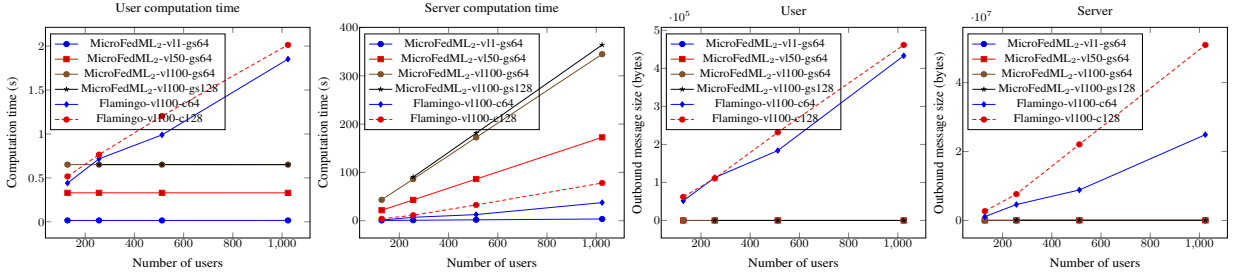 User computation time
Computation time (s)
2
1.5
1
0.5
0
MicroFedML₂-vl1-gs64
MicroFedML₂-vl50-gs64
MicroFedML₂-vl100-gs64
MicroFedML₂-vl100-gs128
Flamingo-vl100-c64
Flamingo-vl100-c128
200 400 600 800 1,000
Number of users
Server computation time
Computation time (s)
400
300
200
100
0
MicroFedML₂-vl1-gs64
MicroFedML₂-vl50-gs64
MicroFedML₂-vl100-gs64
MicroFedML₂-vl100-gs128
Flamingo-vl100-c64
Flamingo-vl100-c128
200 400 600 800 1,000
Number of users
User
·10⁵
Outbound message size (bytes)
5
4
3
2
1
0
MicroFedML₂-vl1-gs64
MicroFedML₂-vl50-gs64
MicroFedML₂-vl100-gs64
MicroFedML₂-vl100-gs128
Flamingo-vl100-c64
Flamingo-vl100-c128
200 400 600 800 1,000
Number of users
Server
·10⁷
Outbound message size (bytes)
6
4
2
0
MicroFedML₂-vl1-gs64
MicroFedML₂-vl50-gs64
MicroFedML₂-vl100-gs64
MicroFedML₂-vl100-gs128
Flamingo-vl100-c64
Flamingo-vl100-c128
200 400 600 800 1,000
Number of users